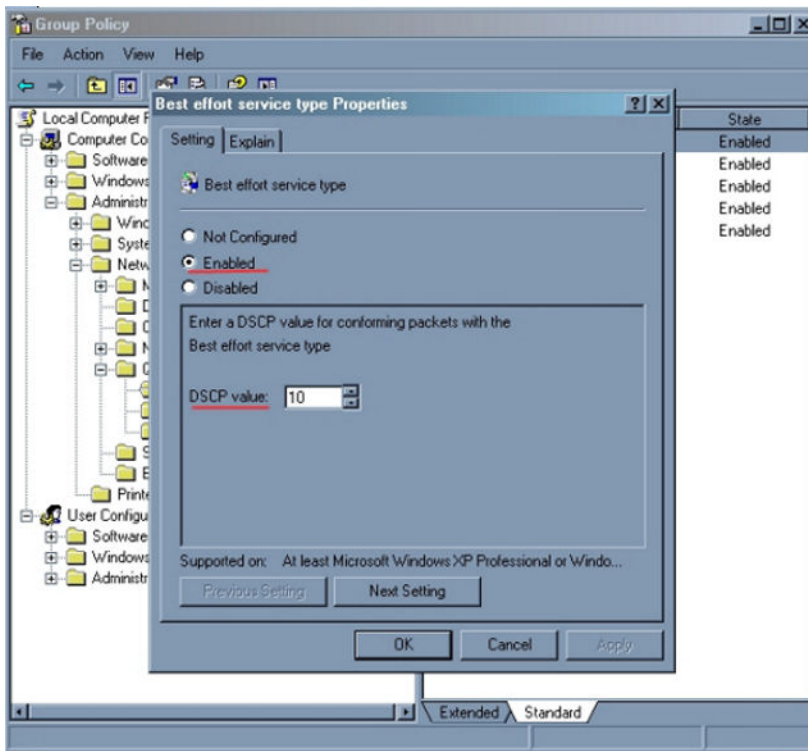 Group Policy
File Action View Help
Best effort service type Properties
Local Computer P
Computer Co
Software
Windows
Administr
Wind
Syste
Netw
Printe
User Configu
Software
Windows
Administr
Setting Explain
Best effort service type
Not Configured
Enabled
Disabled
Enter a DSCP value for conforming packets with the
Best effort service type
DSCP value: 10
Supported on: At least Microsoft Windows XP Professional or Windo...
Previous Setting Next Setting
OK Cancel Apply
State
Enabled
Enabled
Enabled
Enabled
Enabled
Extended Standard